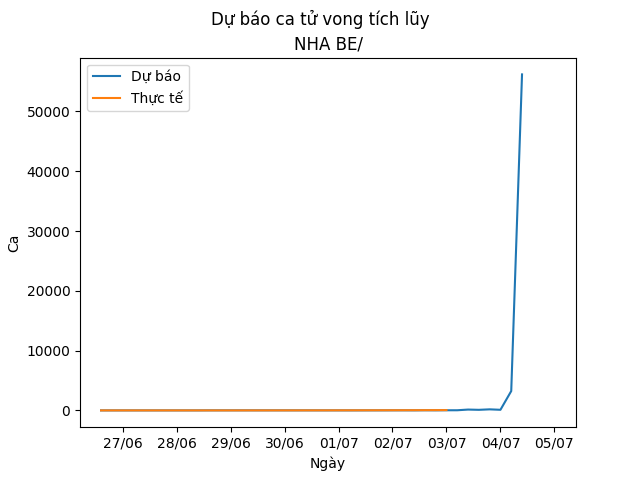 Dự báo ca tử vong tích lũy
NHA BE/
Dự báo
Thực tế
50000
40000
30000
20000
10000
0
Ca
27/06 28/06 29/06 30/06 01/07 02/07 03/07 04/07 05/07
Ngày